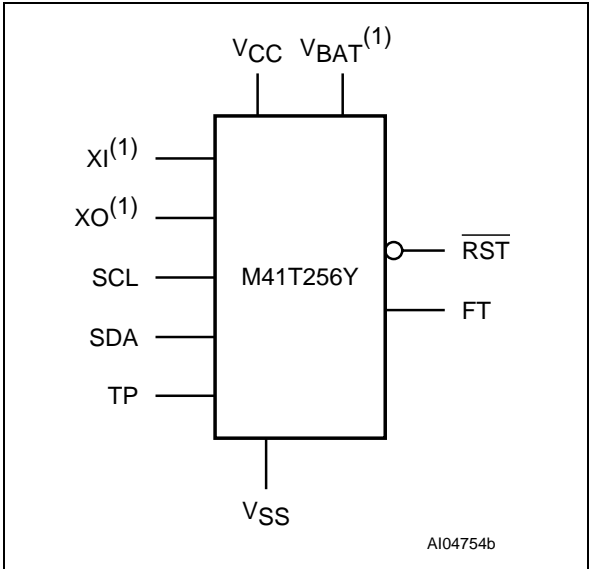 VCC VBAT(1)
XI(1)
XO(1)
RST
SCL
M41T256Y
FT
SDA
TP
VSS
AI04754b